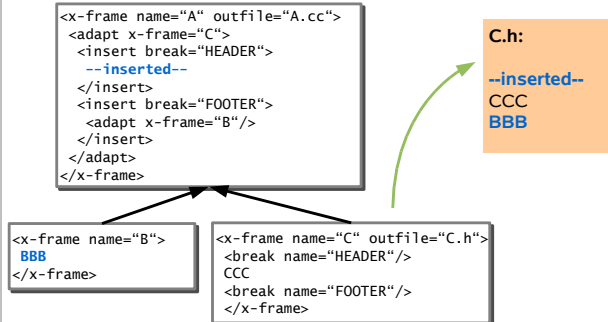 <x-frame name=“A” outfile=“A.cc”>
<adapt x-frame=“C”>
<insert break=“HEADER”>
--inserted--
</insert>
<insert break=“FOOTER”>
<adapt x-frame=“B”/>
</insert>
</adapt>
</x-frame>
C.h:
--inserted--
CCC
BBB
<x-frame name=“B”>
BBB
</x-frame>
<x-frame name=“C” outfile=“C.h”>
<break name=“HEADER”/>
CCC
<break name=“FOOTER”/>
</x-frame>